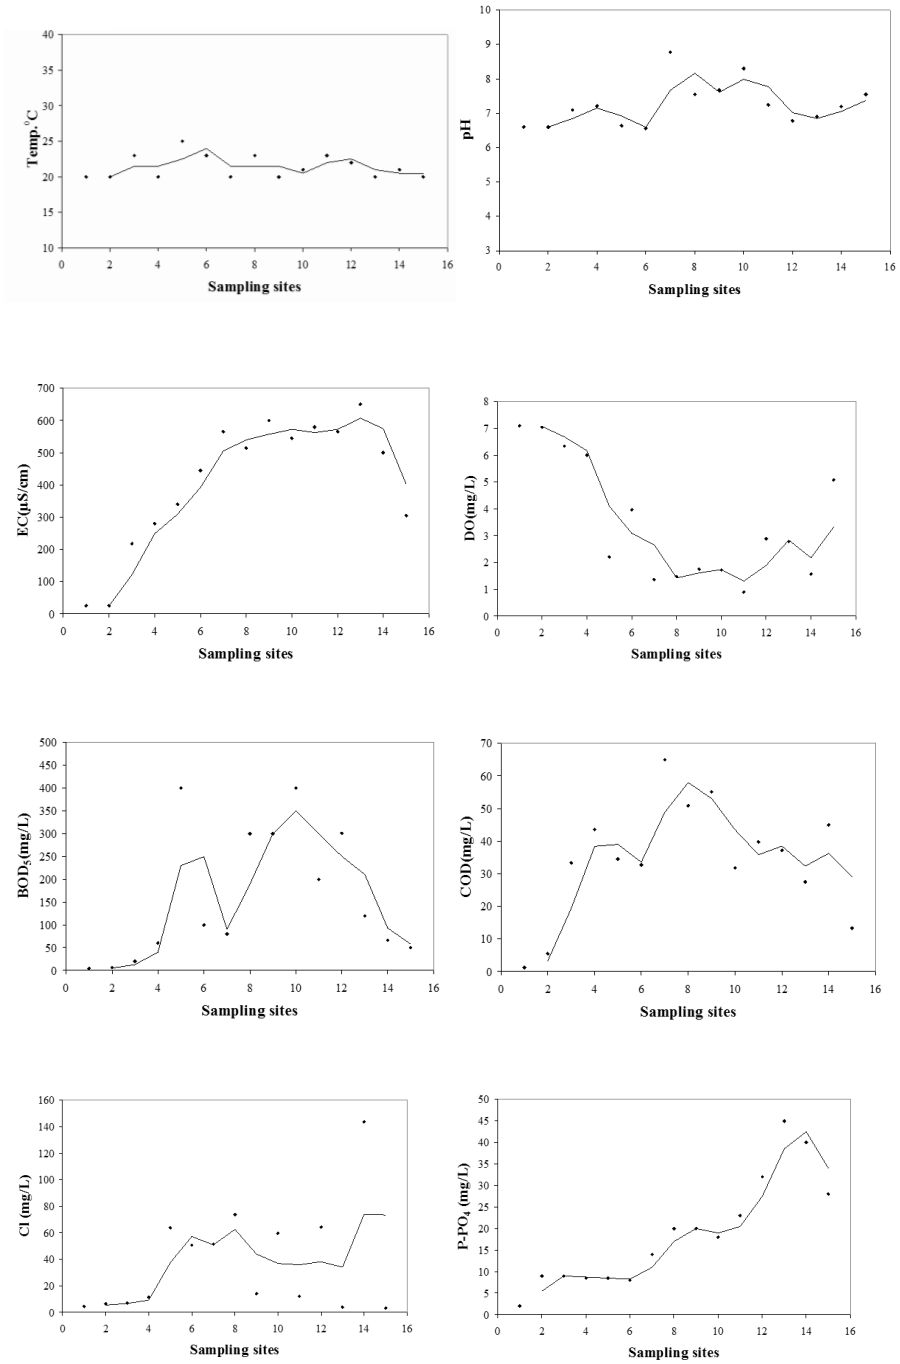 40
35
30
25
20
15
10
Temp.°C
0 2 4 6 8 10 12 14 16
Sampling sites
10
9
8
7
6
5
4
3
pH
0 2 4 6 8 10 12 14 16
Sampling sites
700
600
500
400
300
200
100
0
EC(µS/cm)
0 2 4 6 8 10 12 14 16
Sampling sites
8
7
6
5
4
3
2
1
0
DO(mg/L)
0 2 4 6 8 10 12 14 16
Sampling sites
500
450
400
350
300
250
200
150
100
50
0
BOD5(mg/L)
0 2 4 6 8 10 12 14 16
Sampling sites
70
60
50
40
30
20
10
0
COD(mg/L)
0 2 4 6 8 10 12 14 16
Sampling sites
160
140
120
100
80
60
40
20
0
Cl (mg/L)
0 2 4 6 8 10 12 14 16
Sampling sites
50
45
40
35
30
25
20
15
10
5
0
P-PO4 (mg/L)
0 2 4 6 8 10 12 14 16
Sampling sites